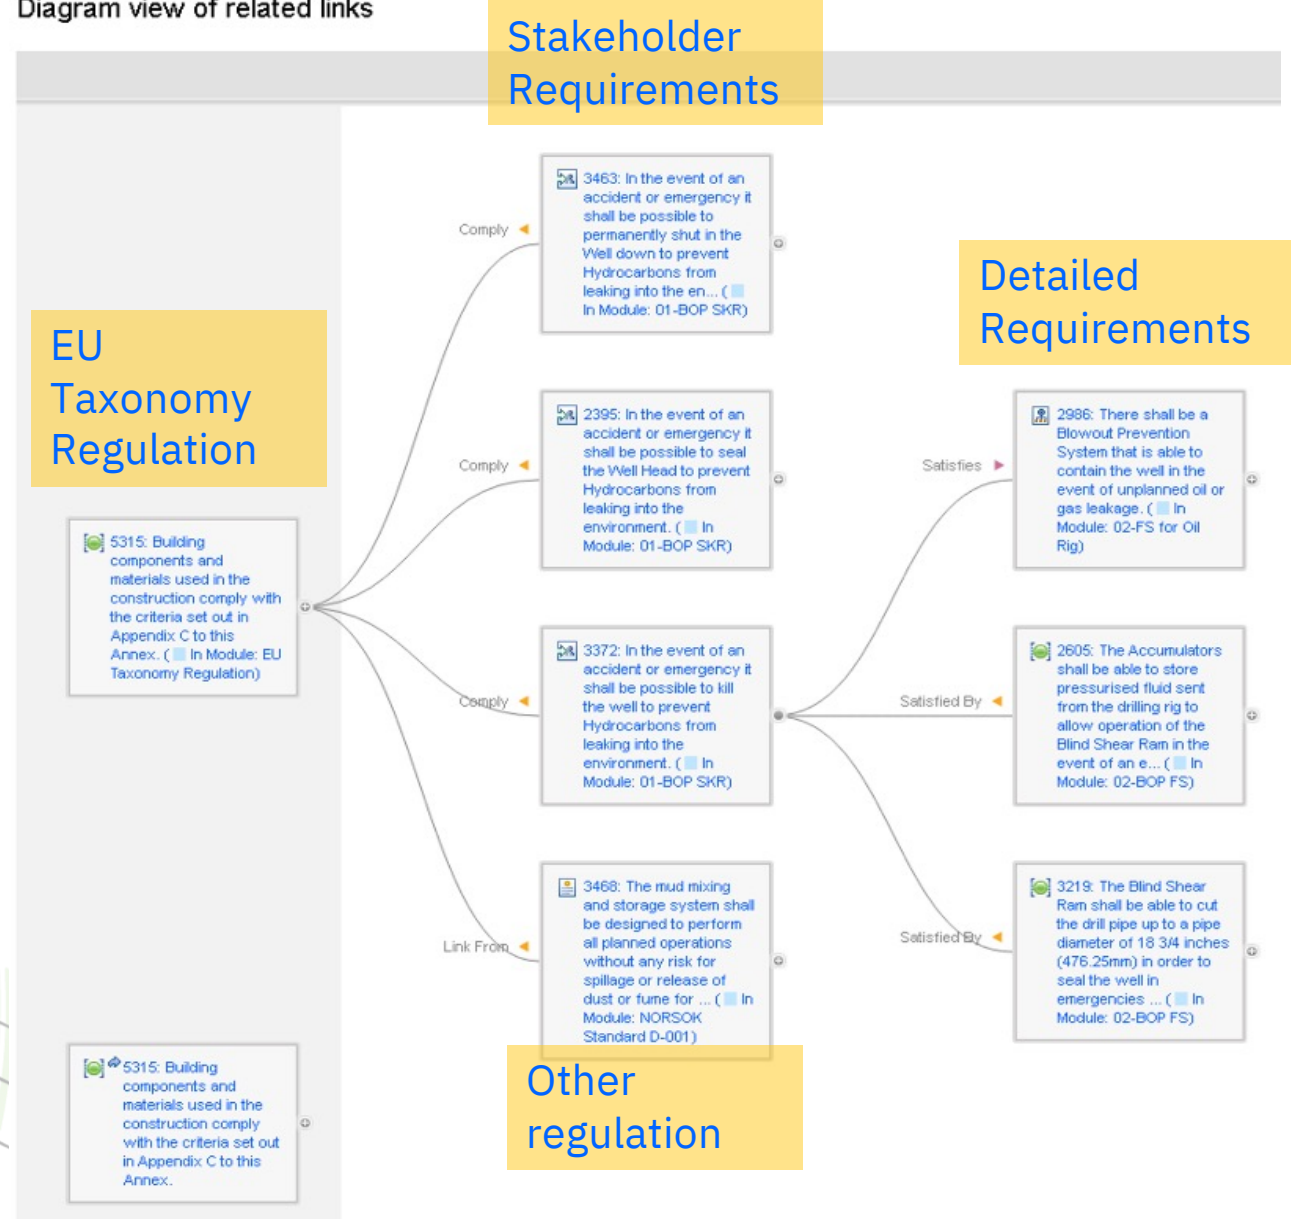 Diagram view of related links
Stakeholder
Requirements
EU
Taxonomy
Regulation
5315: Building
components and
materials used in the
construction comply with
the criteria set out in
Appendix C to this
Annex. ( In Module: EU
Taxonomy Regulation)
5315: Building
components and
materials used in the
construction comply
with the criteria set out
in Appendix C to this
Annex.
Comply
3463: In the event of an
accident or emergency it
shall be possible to
permanently shut in the
Well down to prevent
Hydrocarbons from
leaking into the en... (
In Module: 01-BOP SKR)
Comply
2395: In the event of an
accident or emergency it
shall be possible to seal
the Well Head to prevent
Hydrocarbons from
leaking into the
environment. ( In
Module: 01-BOP SKR)
Comply
3372: In the event of an
accident or emergency it
shall be possible to kill
the well to prevent
Hydrocarbons from
leaking into the
environment. ( In
Module: 01-BOP SKR)
Link From
3468: The mud mixing
and storage system shall
be designed to perform
all planned operations
without any risk for
spillage or release of
dust or fume for ... ( In
Module: NORSOK
Standard D-001)
Other
regulation
Detailed
Requirements
Satisfies
2986: There shall be a
Blowout Prevention
System that is able to
contain the well in the
event of unplanned oil or
gas leakage. ( In
Module: 02-FS for Oil
Rig)
Satisfied By
2605: The Accumulators
shall be able to store
pressurised fluid sent
from the drilling rig to
allow operation of the
Blind Shear Ram in the
event of an e... ( In
Module: 02-BOP FS)
Satisfied By
3219: The Blind Shear
Ram shall be able to cut
the drill pipe up to a pipe
diameter of 18 3/4 inches
(476.25mm) in order to
seal the well in
emergencies ... ( In
Module: 02-BOP FS)